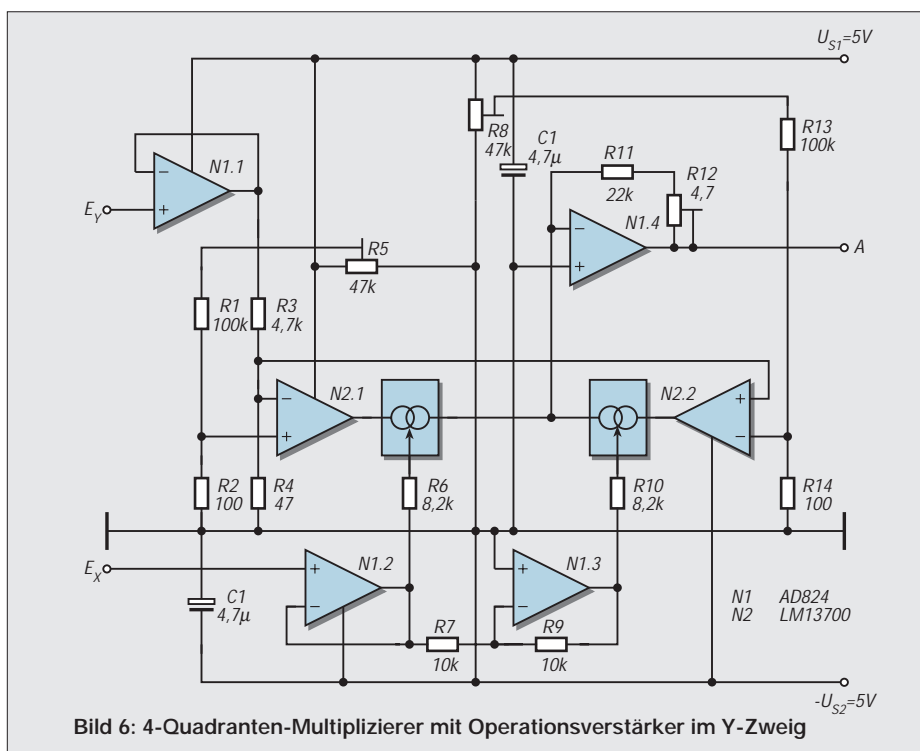 U_S1=5V
R8
47k
C1
4,7µ
R13
100k
R11
22k
R12
4,7
N1.1
N1.4
−
+
−
+
E_Y
A
R5
47k
R1
100k
R3
4,7k
N2.1
N2.2
−
+
+
−
R2
100
R4
47
R6
8,2k
R10
8,2k
R14
100
E_X
N1.2
N1.3
+
−
+
−
C1
4,7µ
R7
10k
R9
10k
N1 AD824
N2 LM13700
-U_S2=5V
Bild 6: 4-Quadranten-Multiplizierer mit Operationsverstärker im Y-Zweig